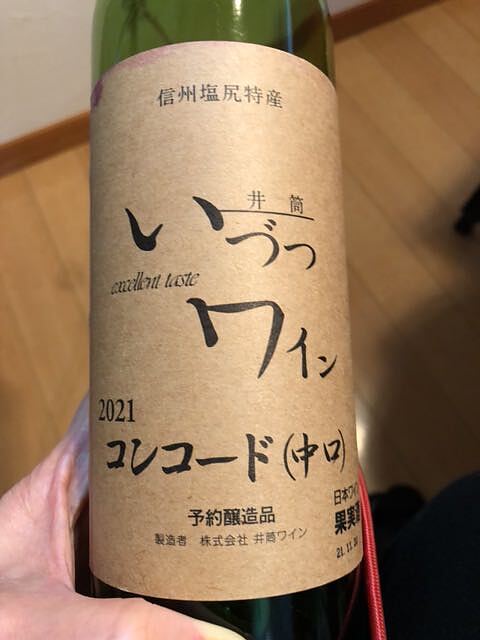 信州塩尻特産
井筒
いづつ
excellent taste
ワイン
2021
コンコード(中口)
予約醸造品
製造者 株式会社 井筒ワイン
日本ワイ
果実
21.11.